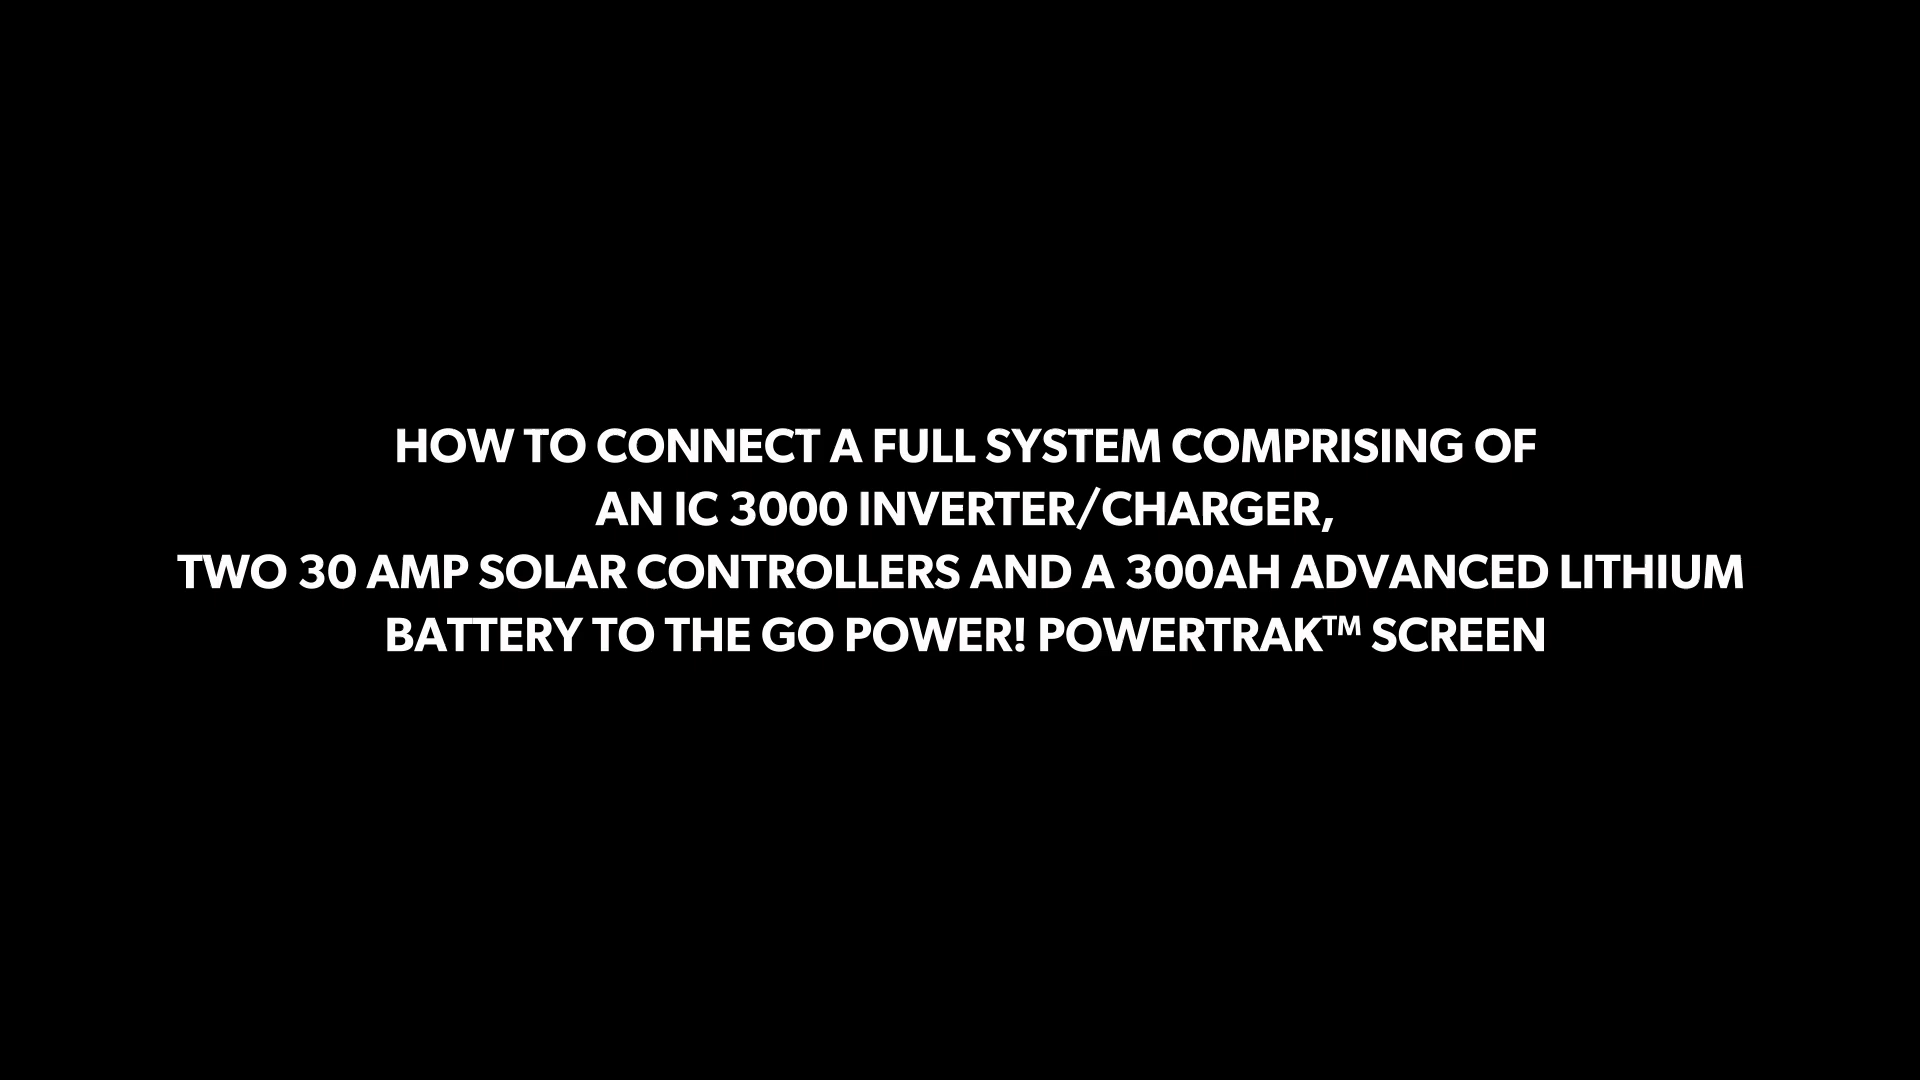 HOW TO CONNECT A FULL SYSTEM COMPRISING OF
AN IC 3000 INVERTER/CHARGER,
TWO 30 AMP SOLAR CONTROLLERS AND A 300AH ADVANCED LITHIUM
BATTERY TO THE GO POWER! POWERTRAK™ SCREEN